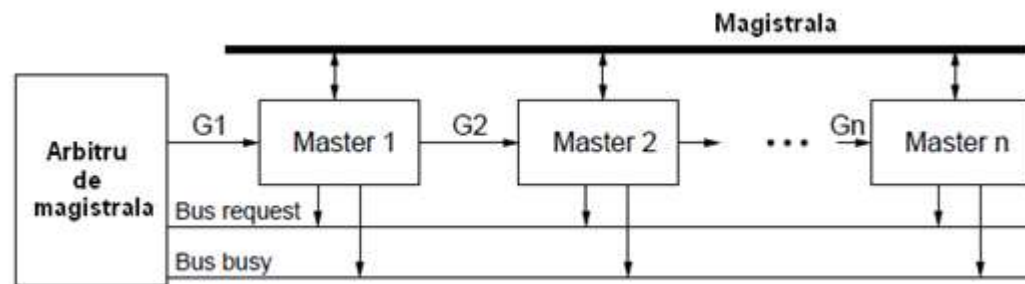 Magistrala
Arbitru
de
magistrala
G1
Master 1
G2
Master 2
• • •
Gn
Master n
Bus request
Bus busy